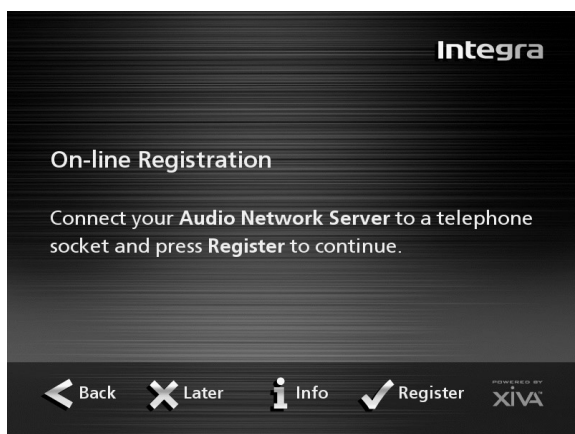 Integra
On-line Registration
Connect your Audio Network Server to a telephone
socket and press Register to continue.
Back Later Info Register
POWERED BY
XiVA